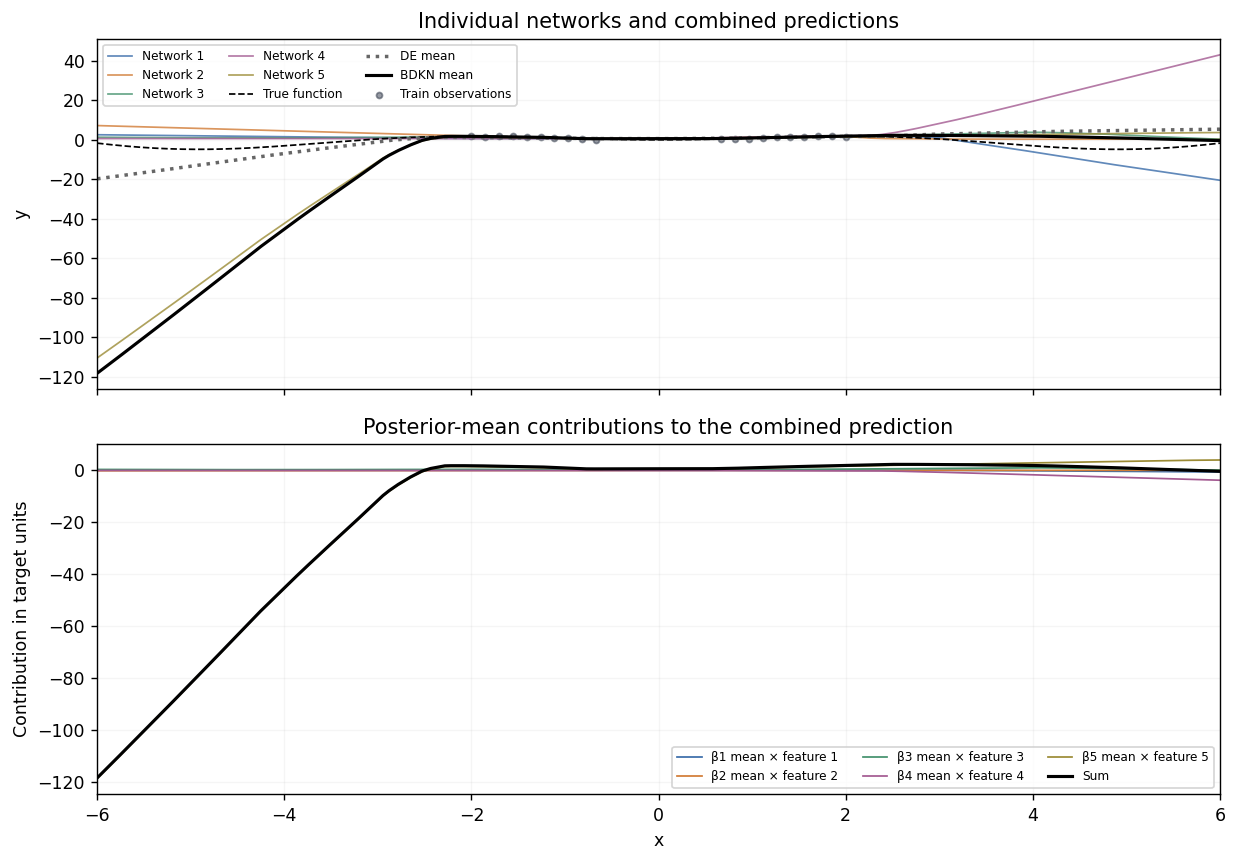 Individual networks and combined predictions
Network 1
Network 2
Network 3
Network 4
Network 5
True function
DE mean
BDKN mean
Train observations
40
20
0
−20
−40
−60
−80
−100
−120
y
Posterior-mean contributions to the combined prediction
0
−20
−40
−60
−80
−100
−120
Contribution in target units
β1 mean × feature 1
β2 mean × feature 2
β3 mean × feature 3
β4 mean × feature 4
β5 mean × feature 5
Sum
−6 −4 −2 0 2 4 6
x